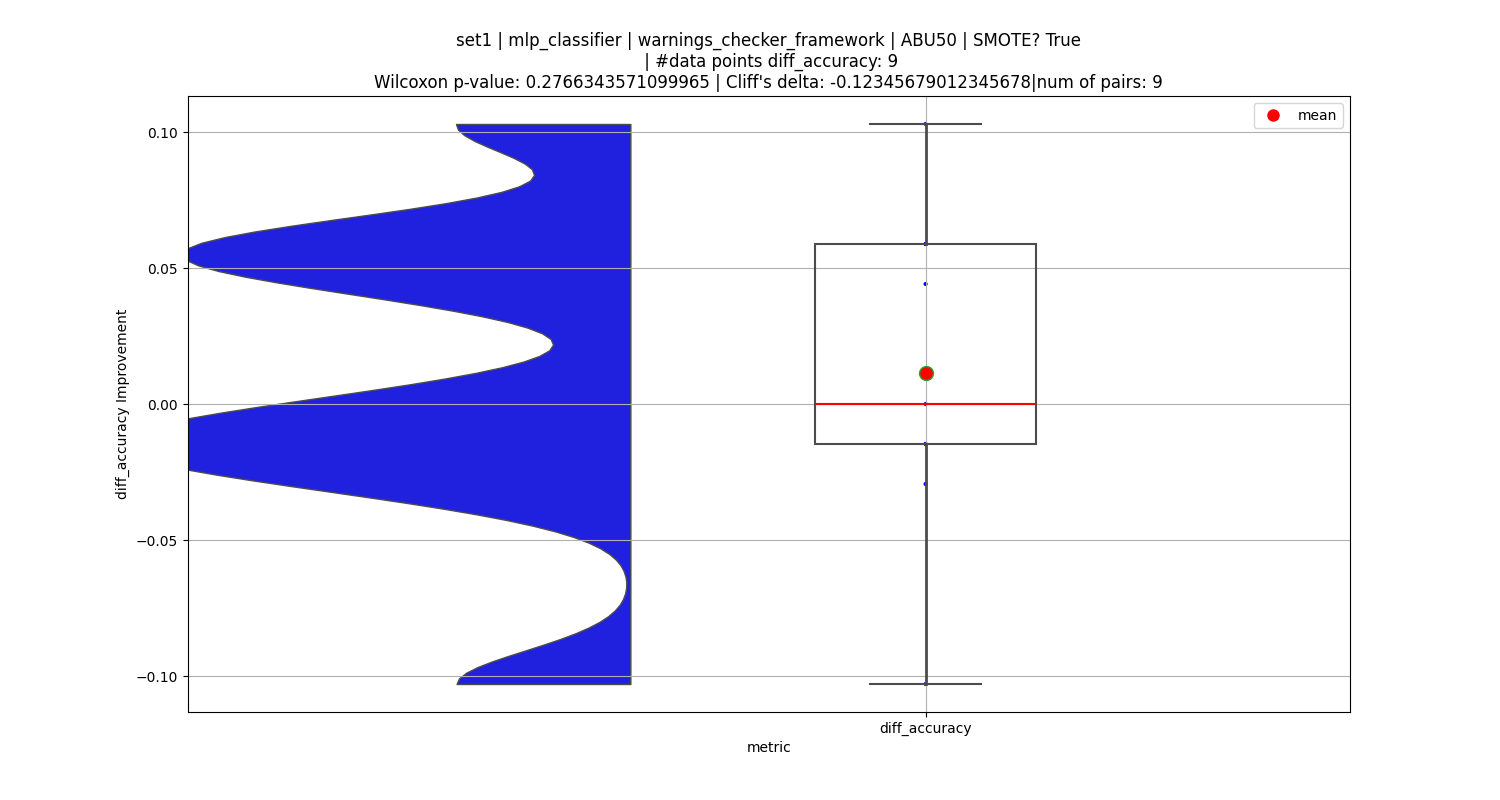 set1 | mlp_classifier | warnings_checker_framework | ABU50 | SMOTE? True
| #data points diff_accuracy: 9
Wilcoxon p-value: 0.2766343571099965 | Cliff's delta: -0.12345679012345678|num of pairs: 9
mean
0.10
0.05
0.00
−0.05
−0.10
diff_accuracy Improvement
diff_accuracy
metric